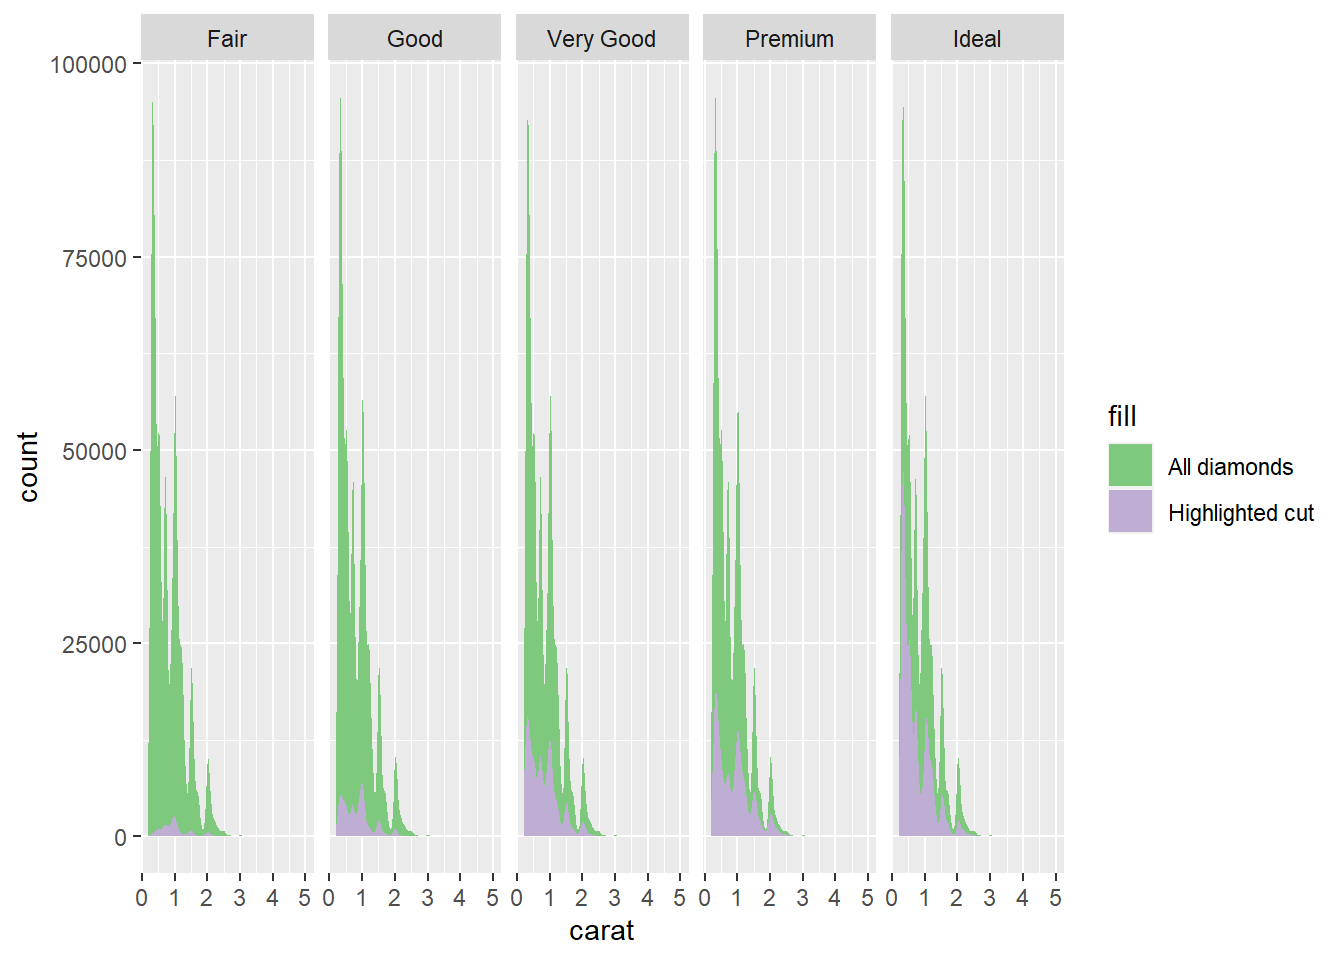 Fair Good Very Good Premium Ideal
100000
75000
50000
25000
0
count
0 1 2 3 4 5 0 1 2 3 4 5 0 1 2 3 4 5 0 1 2 3 4 5 0 1 2 3 4 5
carat
fill
All diamonds
Highlighted cut